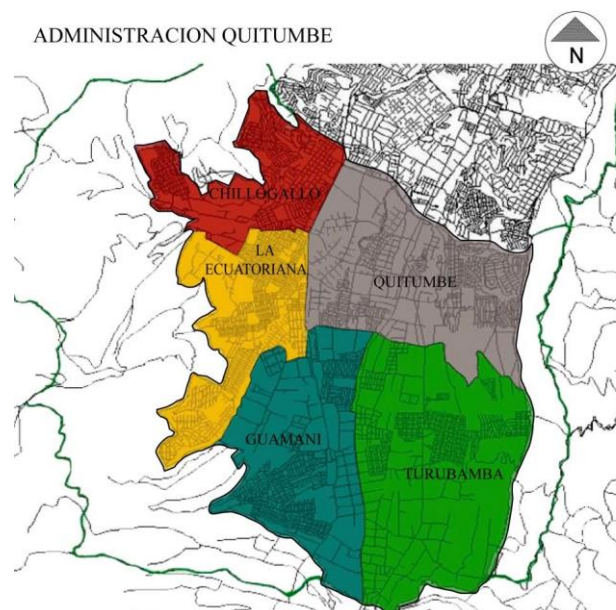 ADMINISTRACION QUITUMBE
N
CHILLOGALLO
LA
ECUATORIANA
QUITUMBE
GUAMANI
TURUBAMBA